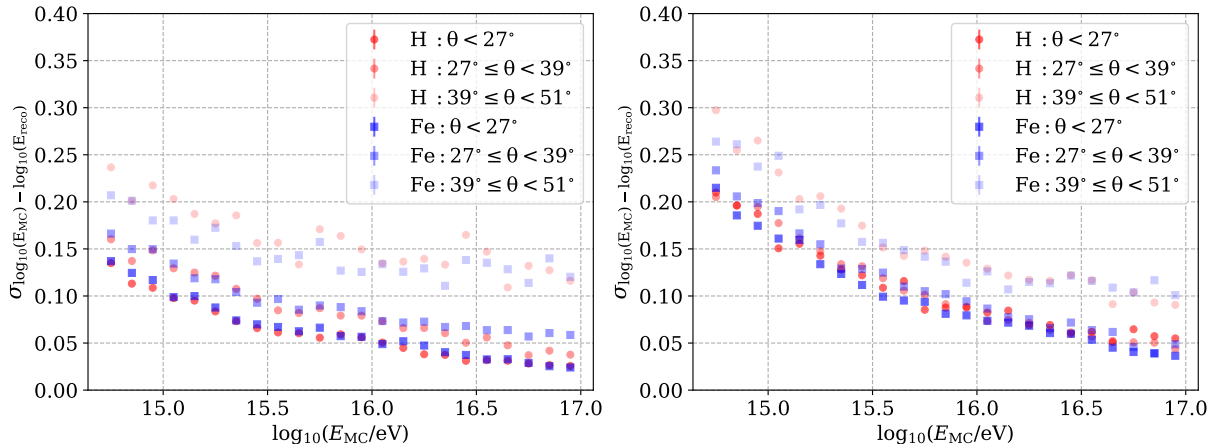 0.40
0.35
0.30
0.25
0.20
0.15
0.10
0.05
0.00
σlog₁₀(E_MC)−log₁₀(E_reco)
H : θ < 27°
H : 27° ≤ θ < 39°
H : 39° ≤ θ < 51°
Fe : θ < 27°
Fe : 27° ≤ θ < 39°
Fe : 39° ≤ θ < 51°
15.0 15.5 16.0 16.5 17.0
log₁₀(E_MC/eV)
0.40
0.35
0.30
0.25
0.20
0.15
0.10
0.05
0.00
σlog₁₀(E_MC)−log₁₀(E_reco)
H : θ < 27°
H : 27° ≤ θ < 39°
H : 39° ≤ θ < 51°
Fe : θ < 27°
Fe : 27° ≤ θ < 39°
Fe : 39° ≤ θ < 51°
15.0 15.5 16.0 16.5 17.0
log₁₀(E_MC/eV)